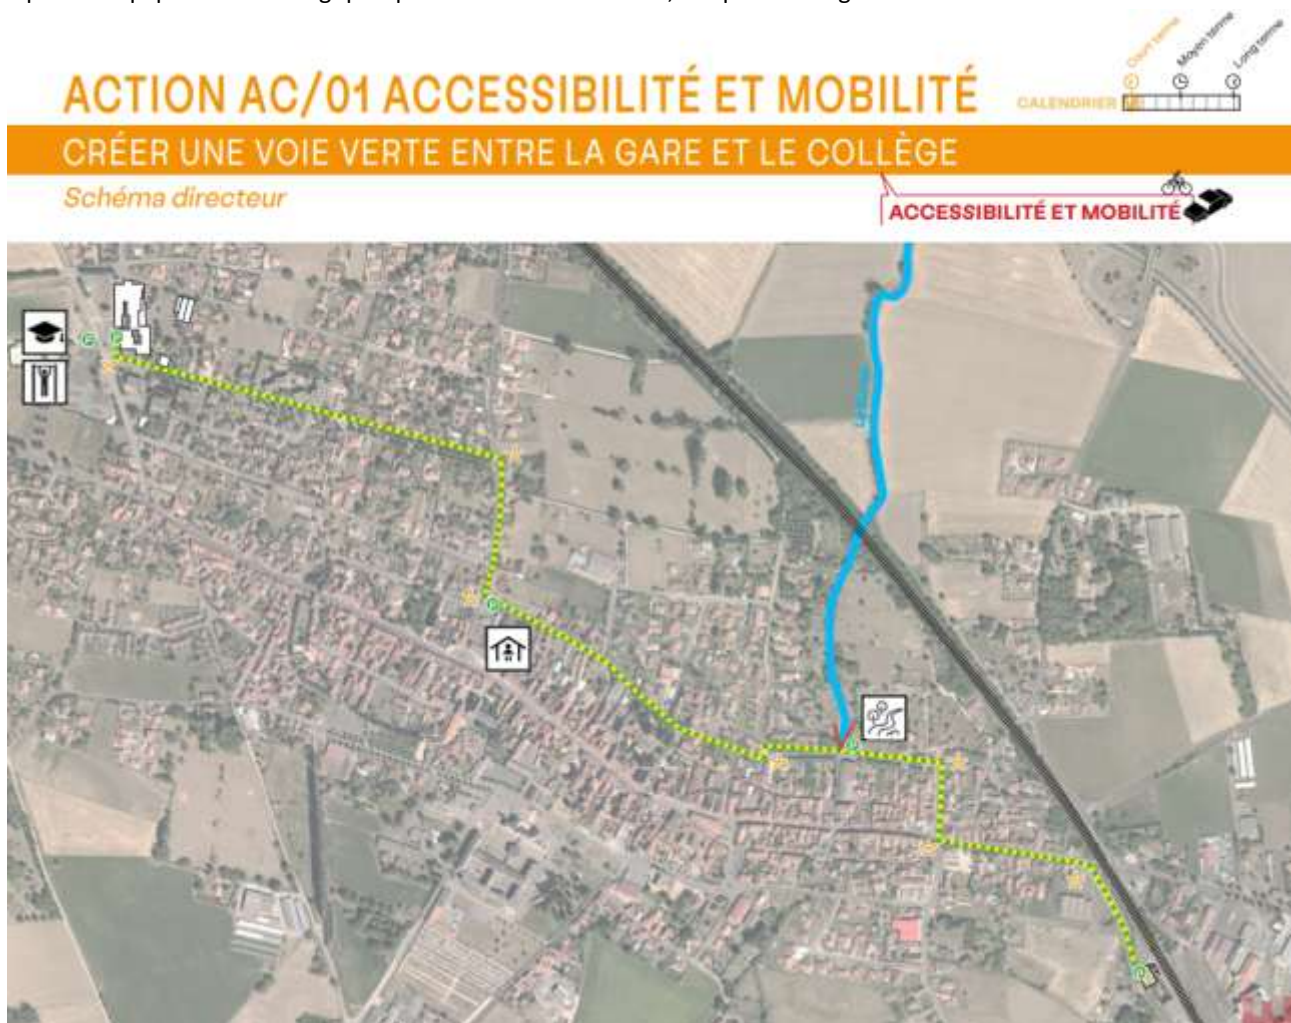 Court terme
Moyen terme
Long terme
CALENDRIER
ACTION AC/01 ACCESSIBILITÉ ET MOBILITÉ
CRÉER UNE VOIE VERTE ENTRE LA GARE ET LE COLLÈGE
Schéma directeur
ACCESSIBILITÉ ET MOBILITÉ